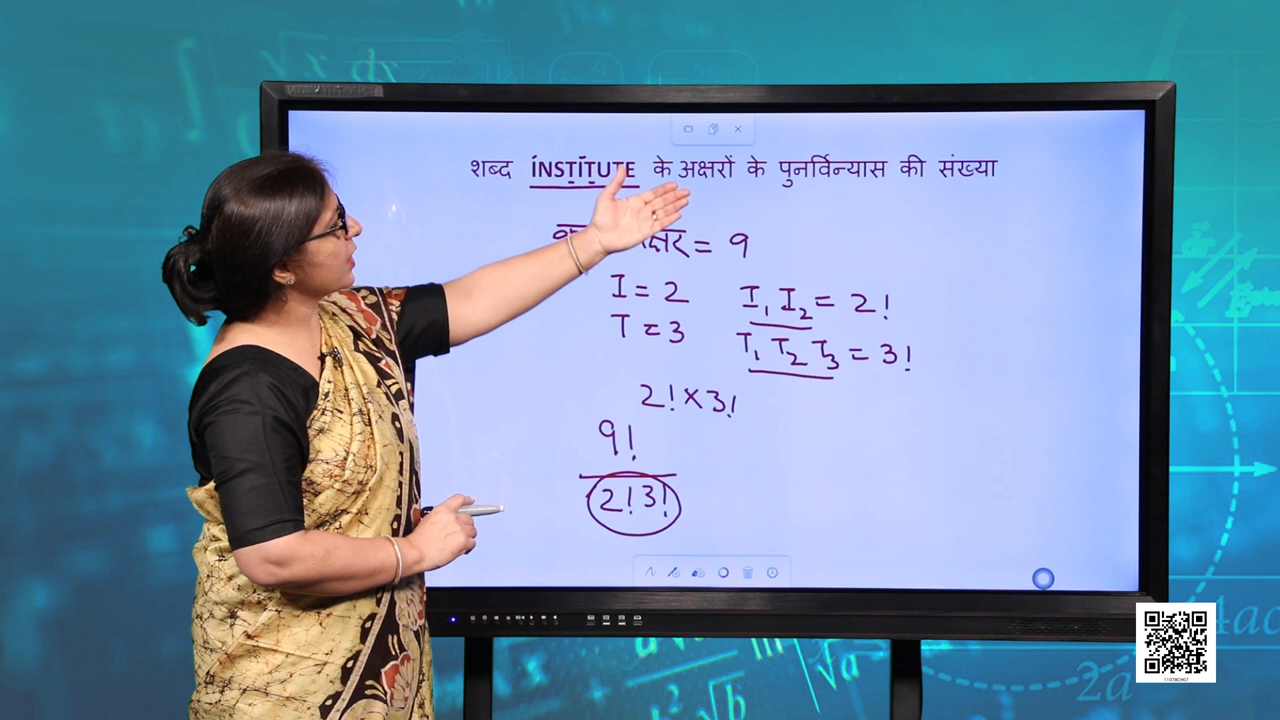 शब्द INSTITUTE के अक्षरों के पुनर्विन्यास की संख्या
= 9
I = 2 I₁ I₂ = 2!
T = 3 T₁ T₂ T₃ = 3!
2! × 3!
9!
2! 3!
2a